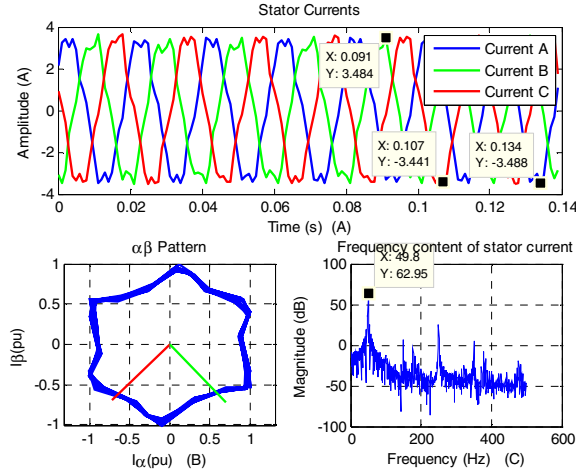 Stator Currents
4
2
0
-2
-4
Amplitude (A)
X: 0.091
Y: 3.484
Current A
Current B
Current C
X: 0.107
Y: -3.441
X: 0.134
Y: -3.488
0 0.02 0.04 0.06 0.08 0.1 0.12 0.14
Time (s) (A)
αβ Pattern
1
0.5
0
-0.5
-1
Iβ(pu)
-1 -0.5 0 0.5 1
Iα(pu) (B)
Frequency content of stator current
X: 49.8
Y: 62.95
100
50
0
-50
-100
Magnitude (dB)
0 200 400 600
Frequency (Hz) (C)